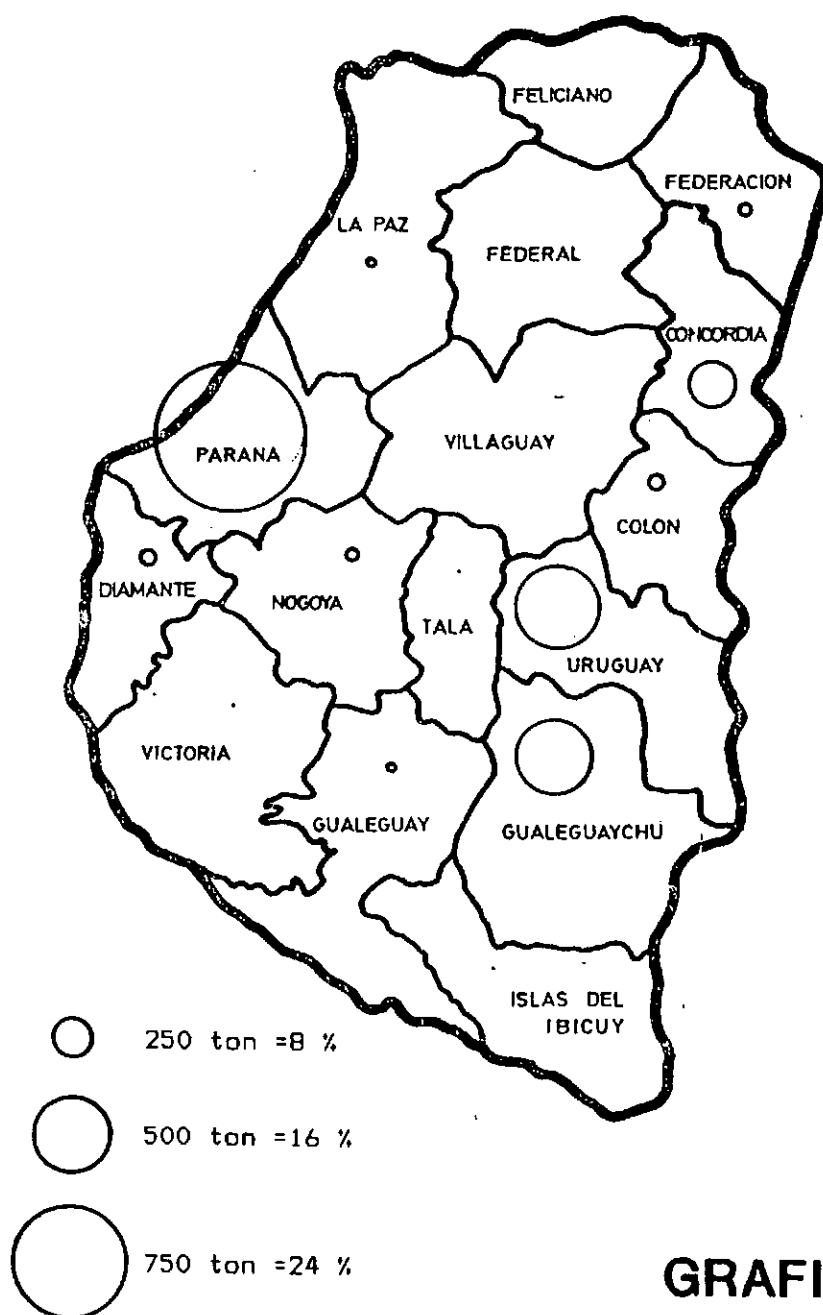 FELICIANO
FEDERACION
LA PAZ
FEDERAL
CONCORDIA
PARANA
VILLAGUAY
COLON
DIAMANTE
NOGOYA
TALA
URUGUAY
VICTORIA
GUALEGUAY
GUALEGUAYCHU
ISLAS DEL
IBICUY
250 ton =8 %
500 ton =16 %
750 ton =24 %
GRAFI